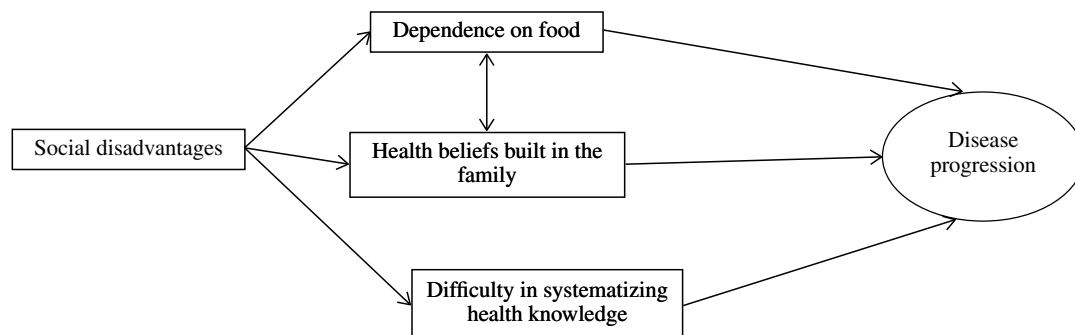 Dependence on food
Social disadvantages
Health beliefs built in the
family
Disease
progression
Difficulty in systematizing
health knowledge